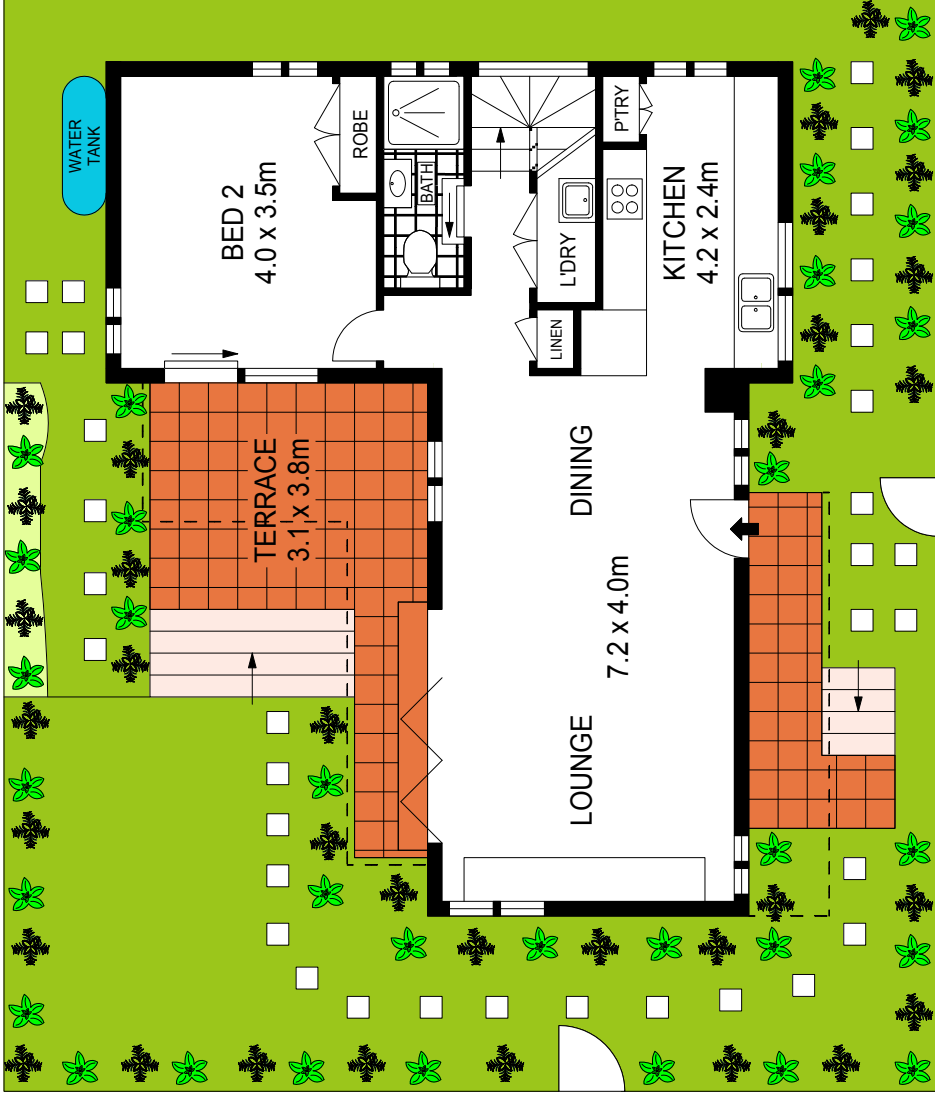 WATER
TANK
BED 2
4.0 x 3.5m
ROBE
BATH
L'DRY
LINEN
P'TRY
KITCHEN
4.2 x 2.4m
TERRACE
3.1 x 3.8m
DINING
7.2 x 4.0m
LOUNGE